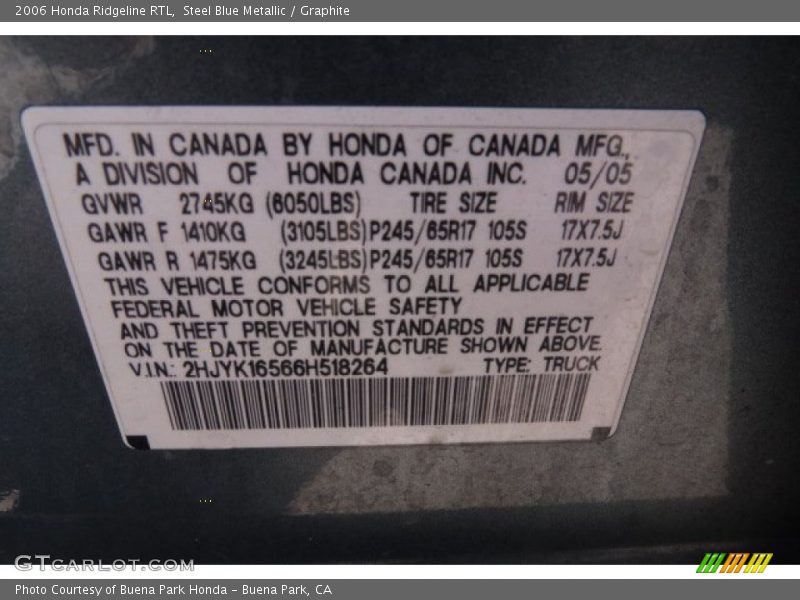 2006 Honda Ridgeline RTL,  Steel Blue Metallic / Graphite
MFD. IN CANADA BY HONDA OF CANADA MFG.,
A DIVISION OF HONDA CANADA INC. 05/05
GVWR 2745KG (6050LBS) TIRE SIZE RIM SIZE
GAWR F 1410KG (3105LBS) P245/65R17 105S 17X7.5J
GAWR R 1475KG (3245LBS) P245/65R17 105S 17X7.5J
THIS VEHICLE CONFORMS TO ALL APPLICABLE
FEDERAL MOTOR VEHICLE SAFETY
AND THEFT PREVENTION STANDARDS IN EFFECT
ON THE DATE OF MANUFACTURE SHOWN ABOVE.
V.I.N.: 2HJYK16566H518264 TYPE: TRUCK
GTCARLOT.COM
Photo Courtesy of Buena Park Honda - Buena Park, CA